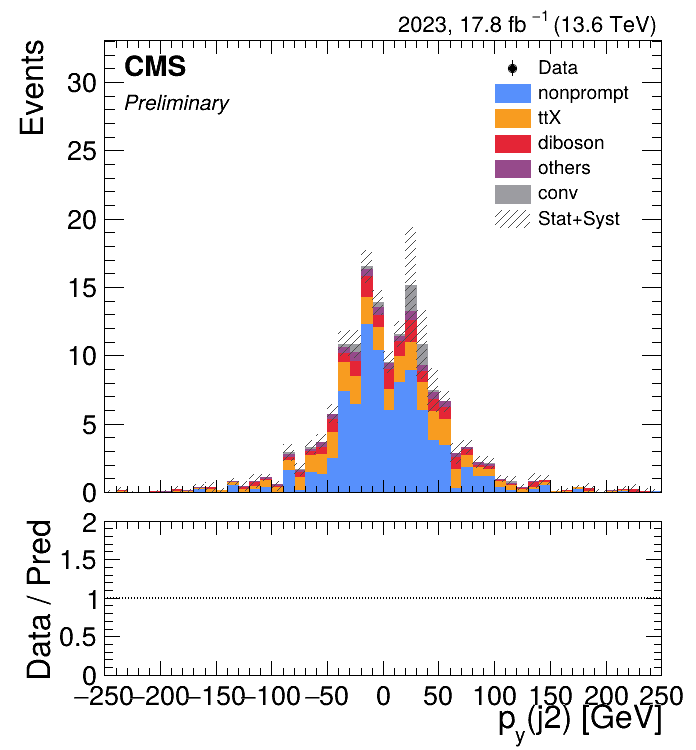 2023, 17.8 fb⁻¹ (13.6 TeV)
CMS
Preliminary
Data
nonprompt
ttX
diboson
others
conv
Stat+Syst
Events
30
25
20
15
10
5
0
Data / Pred
2
1.5
1
0.5
0
−250 −200 −150 −100 −50 0 50 100 150 200 250
p_y(j2) [GeV]